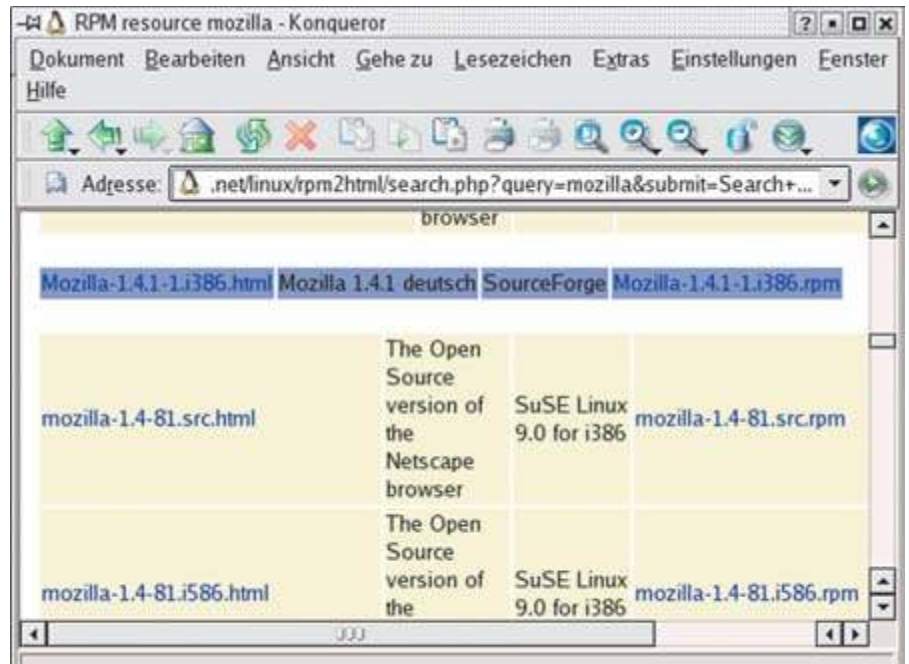 RPM resource mozilla - Konqueror
Dokument Bearbeiten Ansicht Gehe zu Lesezeichen Extras Einstellungen Fenster
Hilfe
Adresse: .net/linux/rpm2html/search.php?query=mozilla&submit=Search+...
browser
Mozilla-1.4.1-1.i386.html Mozilla 1.4.1 deutsch SourceForge Mozilla-1.4.1-1.i386.rpm
mozilla-1.4-81.src.html
The Open
Source
version of
the
Netscape
browser
SuSE Linux
9.0 for i386
mozilla-1.4-81.src.rpm
mozilla-1.4-81.i586.html
The Open
Source
version of
the
SuSE Linux
9.0 for i386
mozilla-1.4-81.i586.rpm